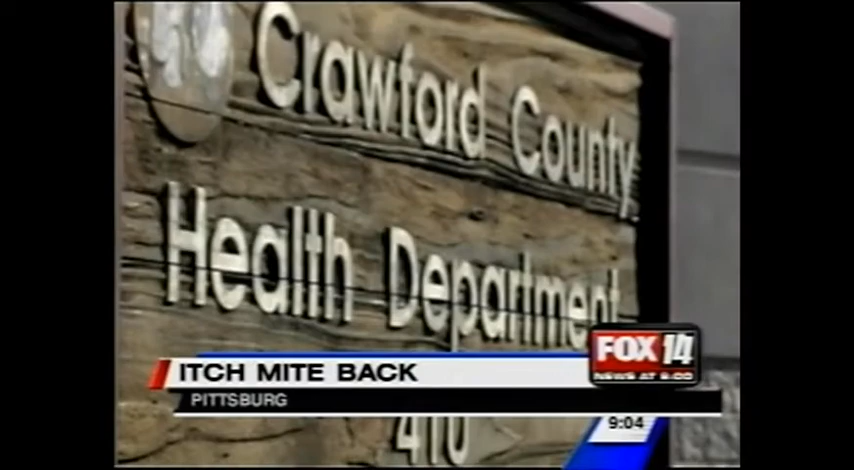 Crawford County
Health Department
410
ITCH MITE BACK
PITTSBURG
FOX 14
NEWS AT 9:00
9:04